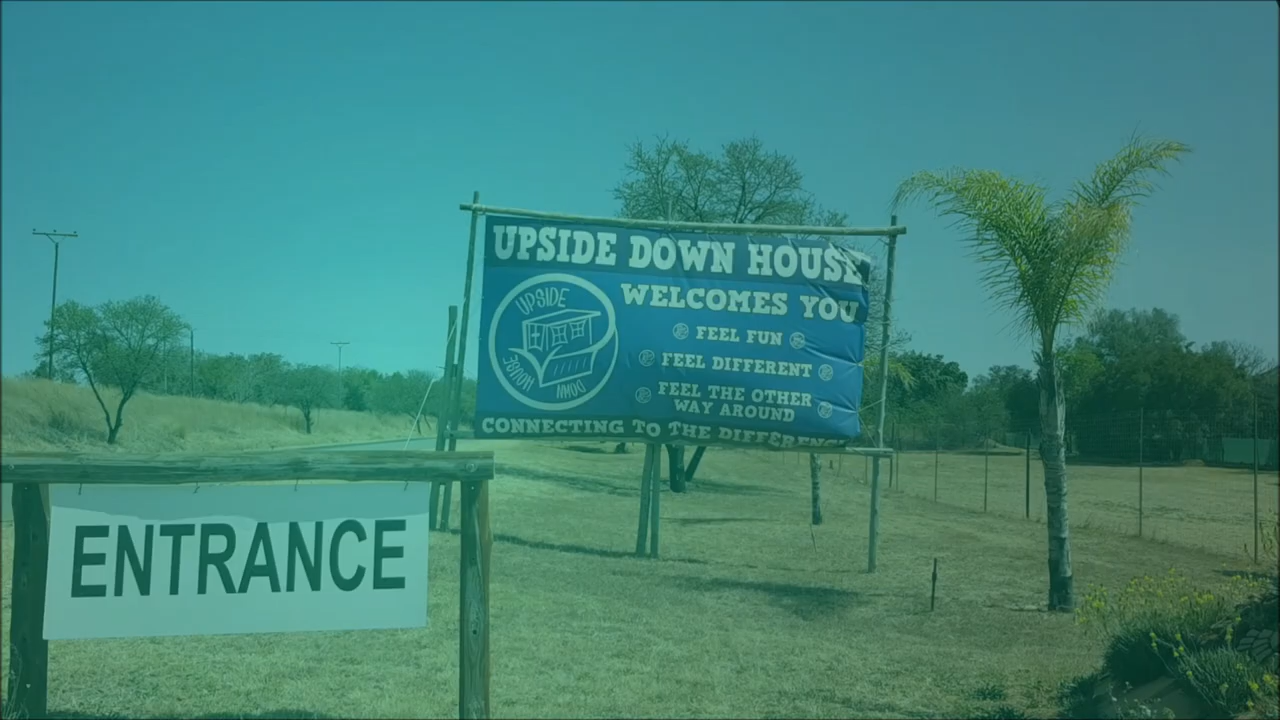 UPSIDE DOWN HOUSE
WELCOMES YOU
UPSIDE
DOWN
HOUSE
FEEL FUN
FEEL DIFFERENT
FEEL THE OTHER
WAY AROUND
CONNECTING TO THE DIFFERENC
ENTRANCE